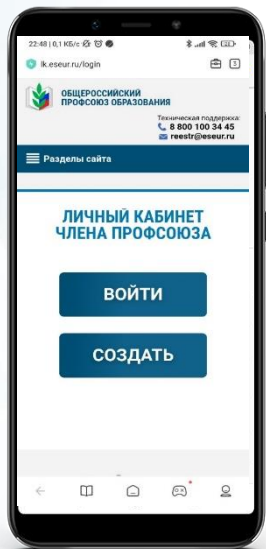 22:48 | 0,1 КБ/с
lk.eseur.ru/login
3
ОБЩЕРОССИЙСКИЙ
ПРОФСОЮЗ ОБРАЗОВАНИЯ
Техническая поддержка:
8 800 100 34 45
reestr@eseur.ru
Разделы сайта
ЛИЧНЫЙ КАБИНЕТ
ЧЛЕНА ПРОФСОЮЗА
ВОЙТИ
СОЗДАТЬ